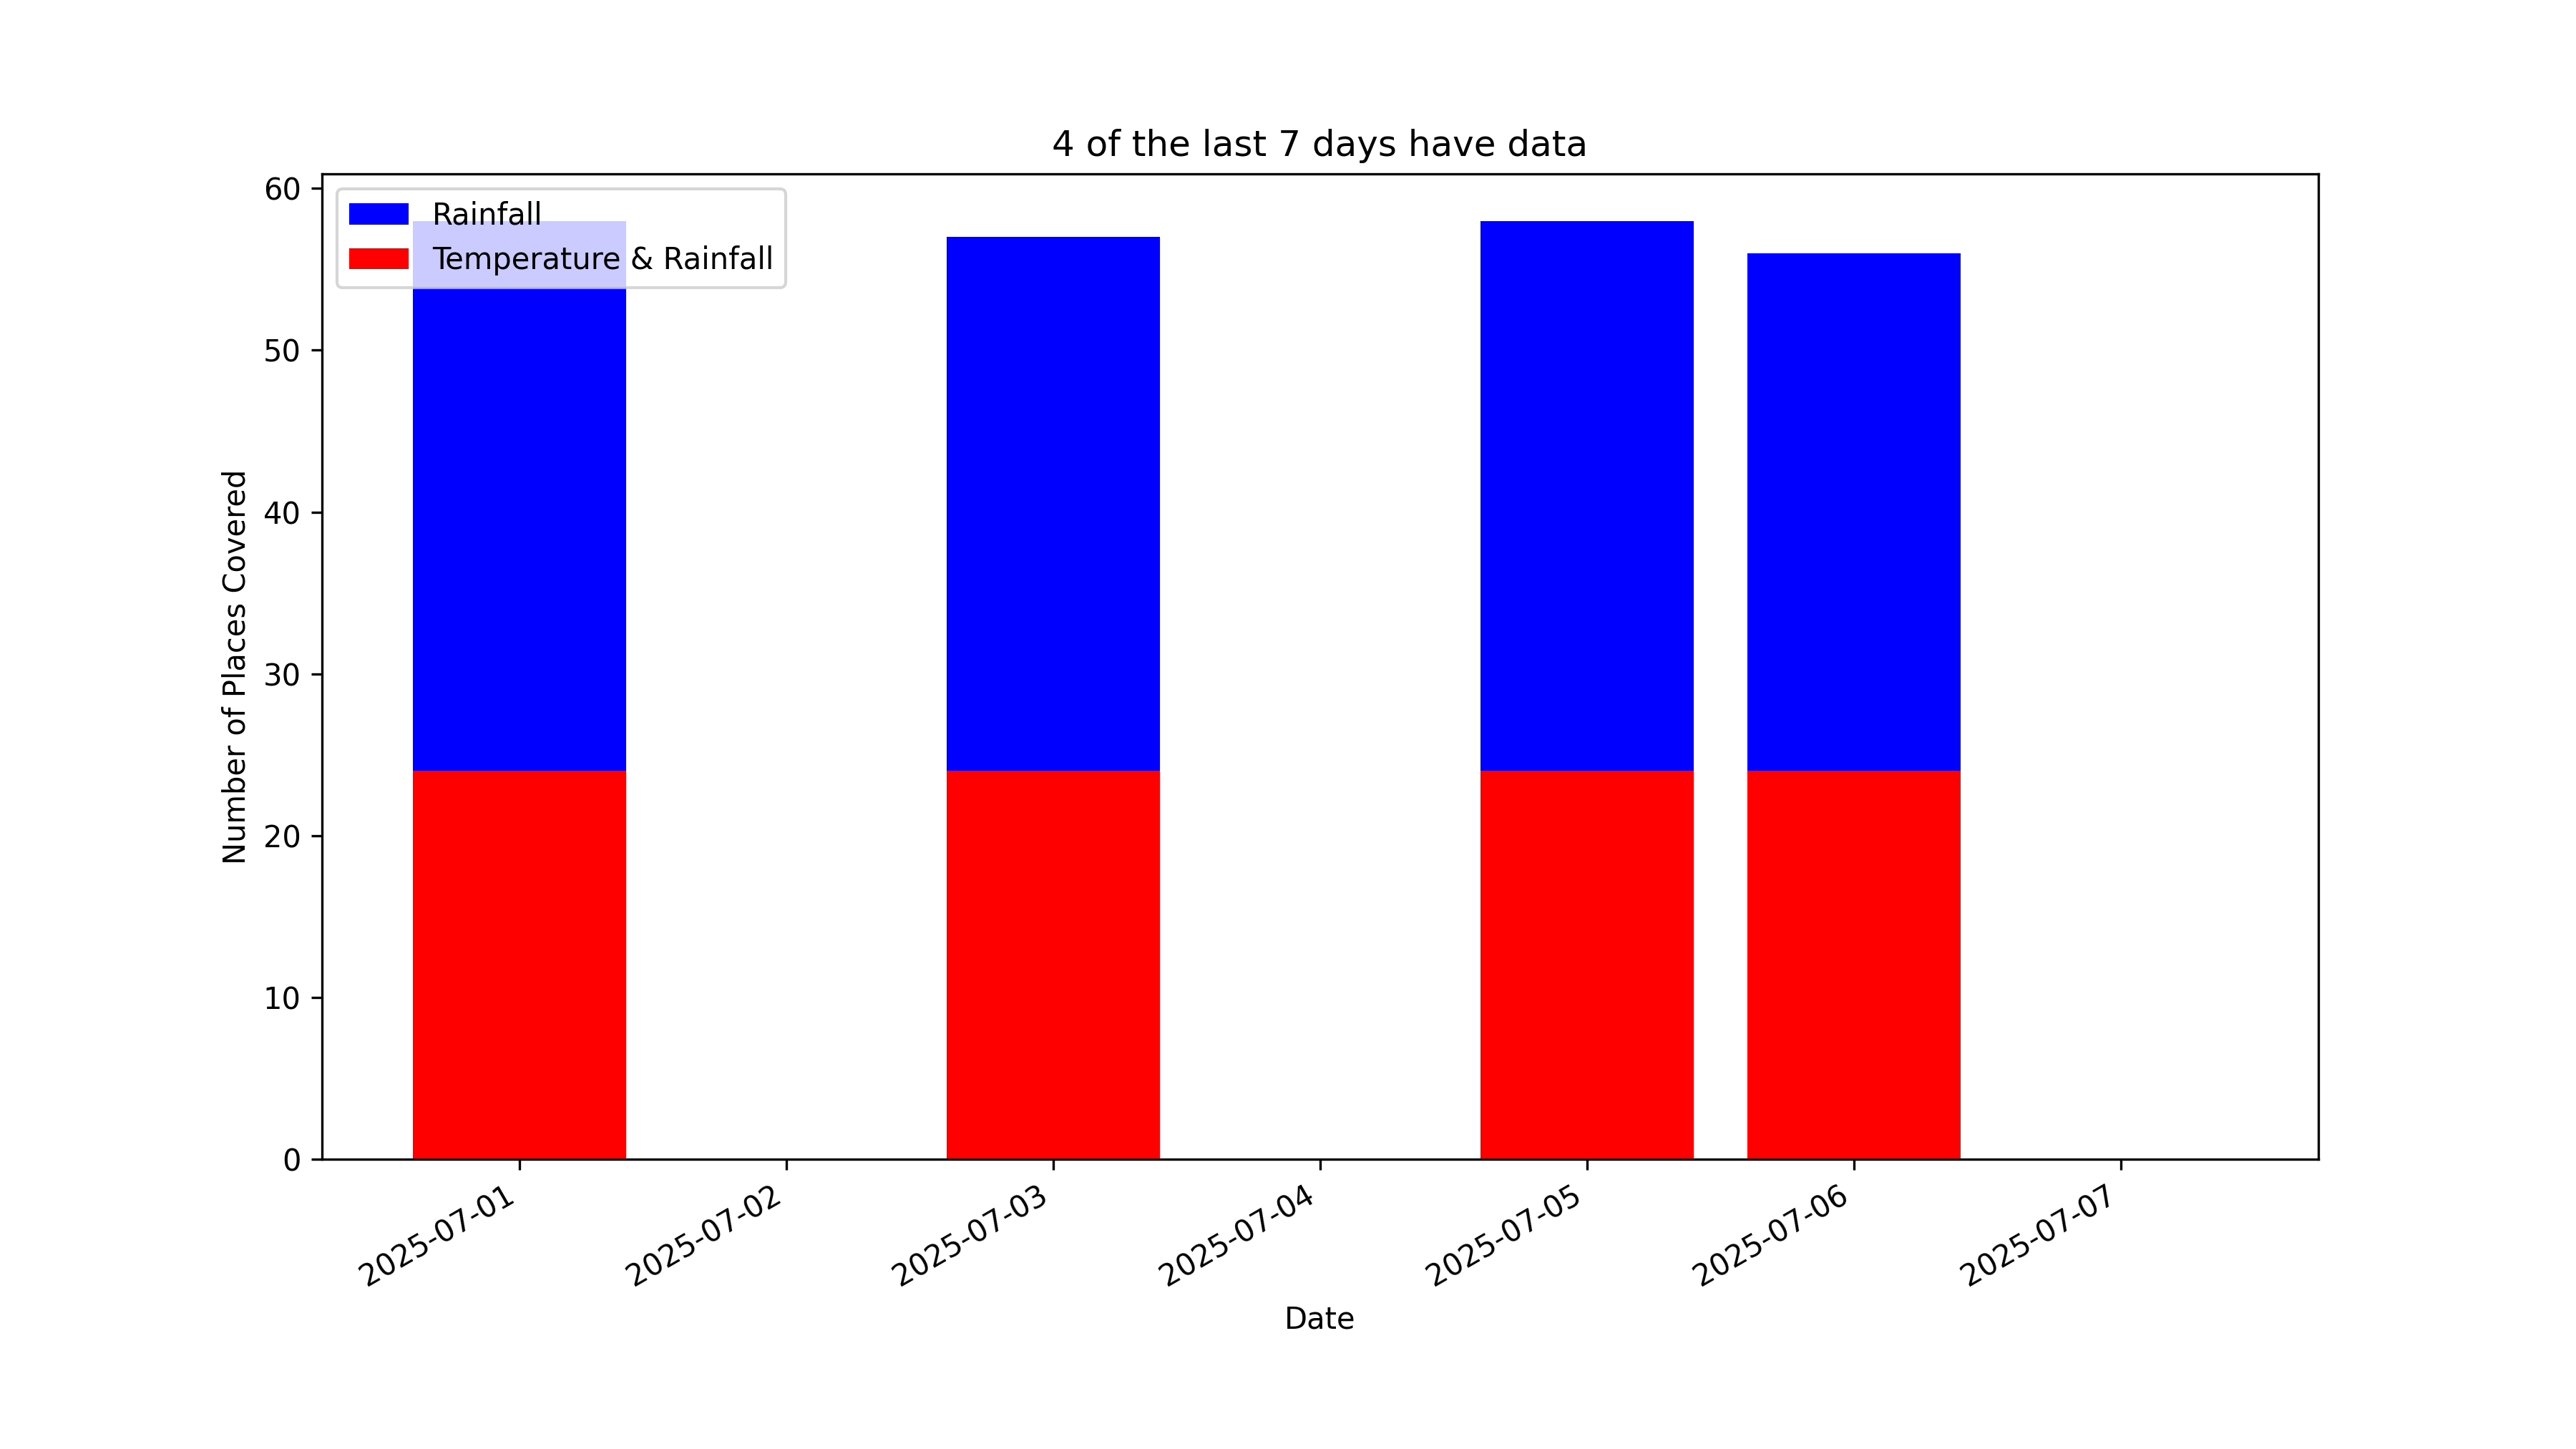 4 of the last 7 days have data
60
50
40
30
20
10
0
Number of Places Covered
Rainfall
Temperature & Rainfall
2025-07-01
2025-07-02
2025-07-03
2025-07-04
2025-07-05
2025-07-06
2025-07-07
Date